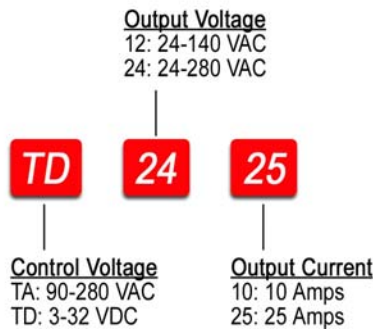 Output Voltage
12: 24-140 VAC
24: 24-280 VAC
TD 24 25
Control Voltage
TA: 90-280 VAC
TD: 3-32 VDC
Output Current
10: 10 Amps
25: 25 Amps